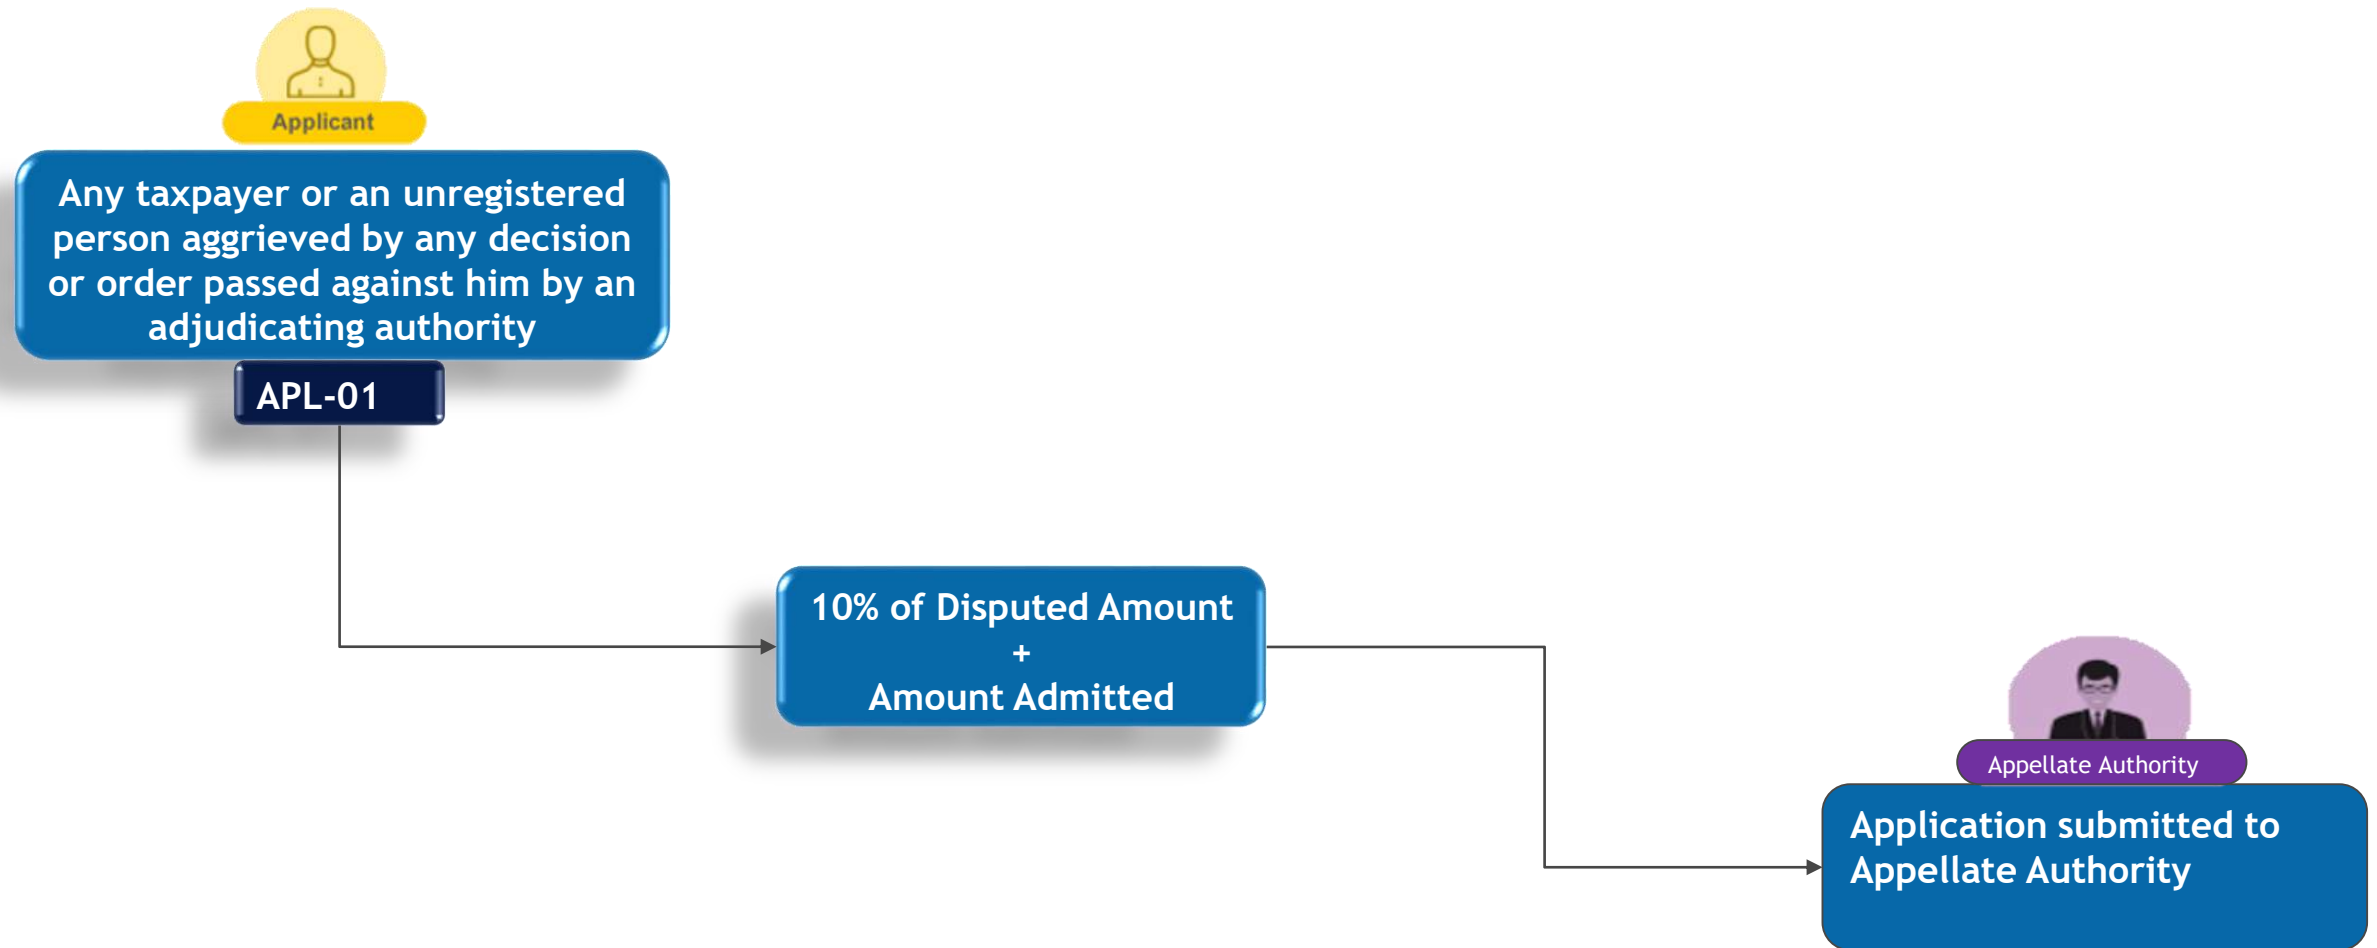 Applicant
Any taxpayer or an unregistered
person aggrieved by any decision
or order passed against him by an
adjudicating authority
APL-01
10% of Disputed Amount
+
Amount Admitted
Appellate Authority
Application submitted to
Appellate Authority